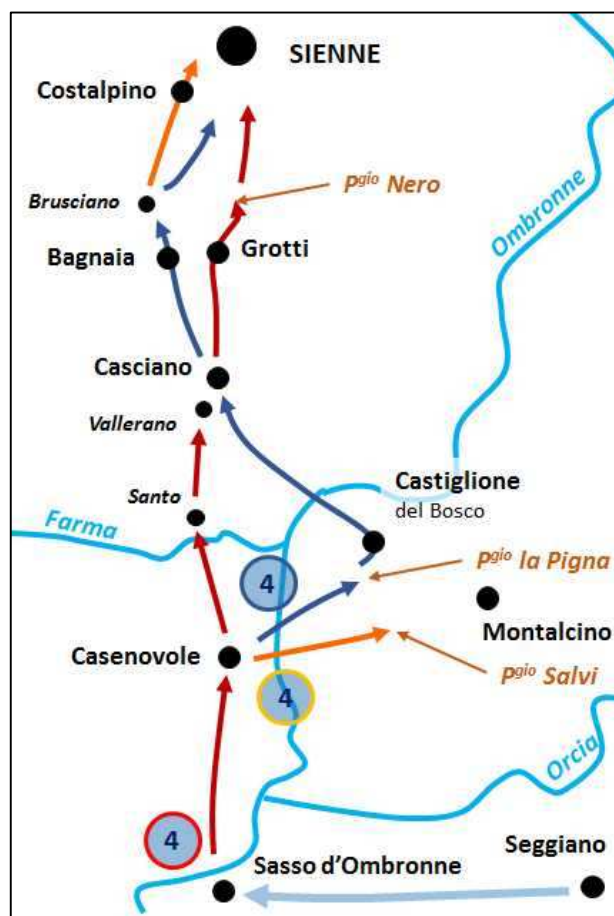 SIENNE
Costalpino
Pgio Nero
Brusciano
Ombronne
Bagnaia
Grotti
Casciano
Vallerano
Castiglione
del Bosco
Santo
Farma
Pgio la Pigna
4
Montalcino
Casenovole
Pgio Salvi
4
Orcia
4
Seggiano
Sasso d'Ombronne